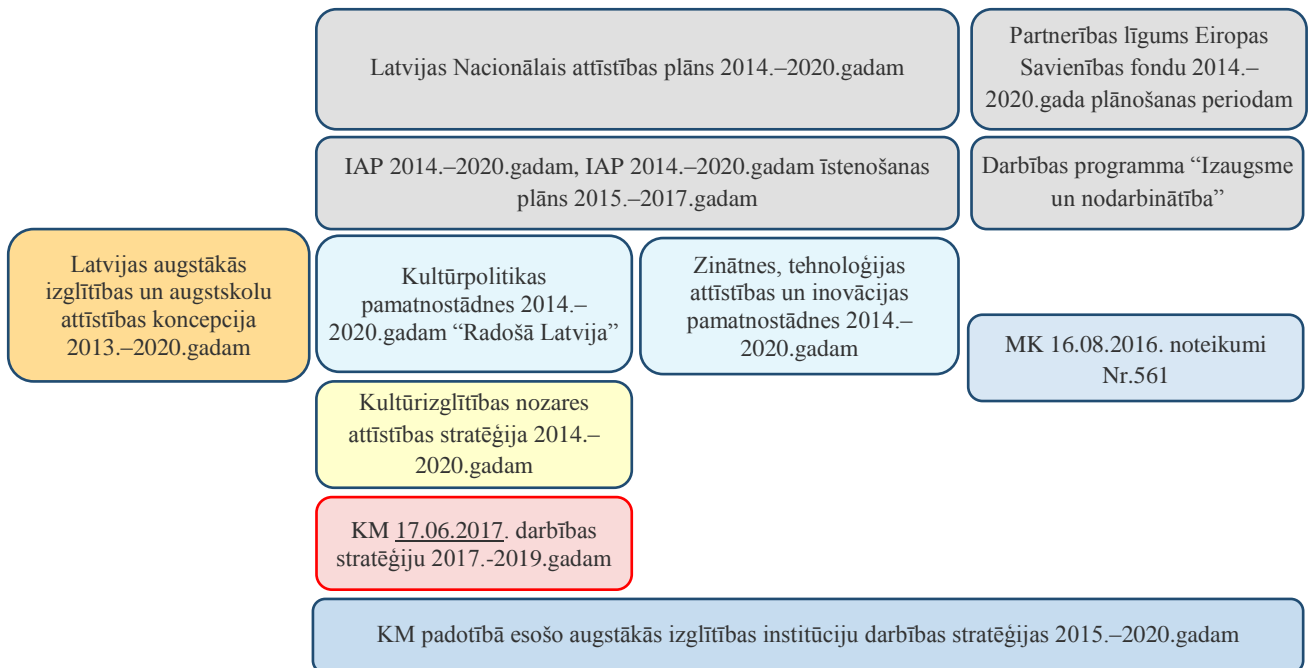 Latvijas Nacionālais attīstības plāns 2014.–2020.gadam
Partnerības līgums Eiropas
Savienības fondu 2014.–
2020.gada plānošanas periodam
IAP 2014.–2020.gadam, IAP 2014.–2020.gadam īstenošanas
plāns 2015.–2017.gadam
Darbības programma “Izaugsme
un nodarbinātība”
Latvijas augstākās
izglītības un augstskolu
attīstības koncepcija
2013.–2020.gadam
Kultūrpolitikas
pamatnostādnes 2014.–
2020.gadam “Radošā Latvija”
Zinātnes, tehnoloģijas
attīstības un inovācijas
pamatnostādnes 2014.–
2020.gadam
MK 16.08.2016. noteikumi
Nr.561
Kultūrizglītības nozares
attīstības stratēģija 2014.–
2020.gadam
KM 17.06.2017. darbības
stratēģiju 2017.-2019.gadam
KM padotībā esošo augstākās izglītības institūciju darbības stratēģijas 2015.–2020.gadam